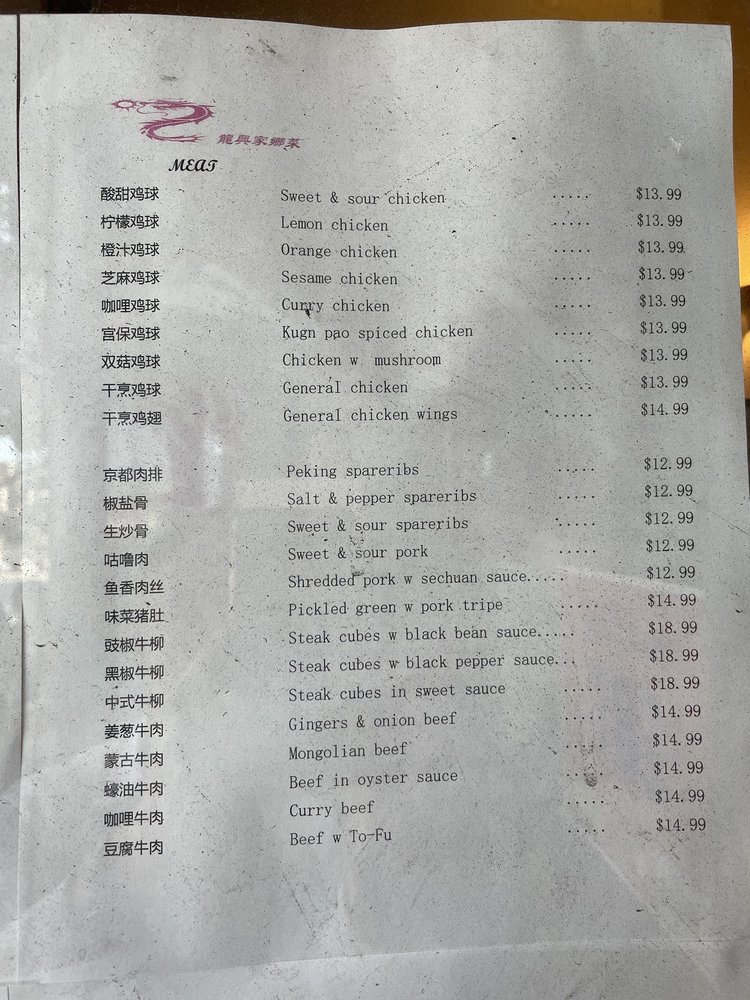 龍興家鄉菜
MEAT
酸甜鸡球 Sweet & sour chicken ..... $13.99
柠檬鸡球 Lemon chicken ..... $13.99
橙汁鸡球 Orange chicken ..... $13.99
芝麻鸡球 Sesame chicken ..... $13.99
咖哩鸡球 Curry chicken ..... $13.99
宫保鸡球 Kugn pao spiced chicken ..... $13.99
双菇鸡球 Chicken w. mushroom ..... $13.99
干烹鸡球 General chicken ..... $13.99
干烹鸡翅 General chicken wings ..... $14.99
京都肉排 Peking spareribs ..... $12.99
椒盐骨 Salt & pepper spareribs ..... $12.99
生炒骨 Sweet & sour spareribs ..... $12.99
咕噜肉 Sweet & sour pork ..... $12.99
鱼香肉丝 Shredded pork w sechuan sauce..... $12.99
味菜猪肚 Pickled green w pork tripe ..... $14.99
豉椒牛柳 Steak cubes w black bean sauce..... $18.99
黑椒牛柳 Steak cubes w black pepper sauce... $18.99
中式牛柳 Steak cubes in sweet sauce ..... $18.99
姜葱牛肉 Gingers & onion beef ..... $14.99
蒙古牛肉 Mongolian beef ..... $14.99
蠔油牛肉 Beef in oyster sauce ..... $14.99
咖哩牛肉 Curry beef ..... $14.99
豆腐牛肉 Beef w To-Fu ..... $14.99